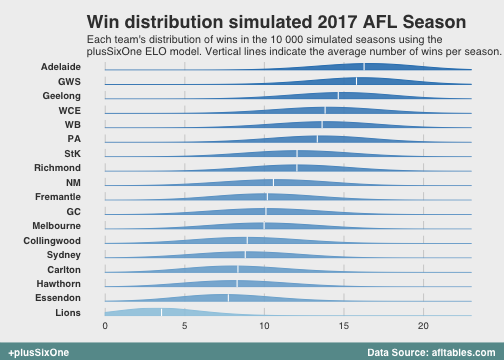 Win distribution simulated 2017 AFL Season
Each team's distribution of wins in the 10 000 simulated seasons using the
plusSixOne ELO model. Vertical lines indicate the average number of wins per season.
Adelaide
GWS
Geelong
WCE
WB
PA
StK
Richmond
NM
Fremantle
GC
Melbourne
Collingwood
Sydney
Carlton
Hawthorn
Essendon
Lions
0 5 10 15 20
+plusSixOne Data Source: afltables.com